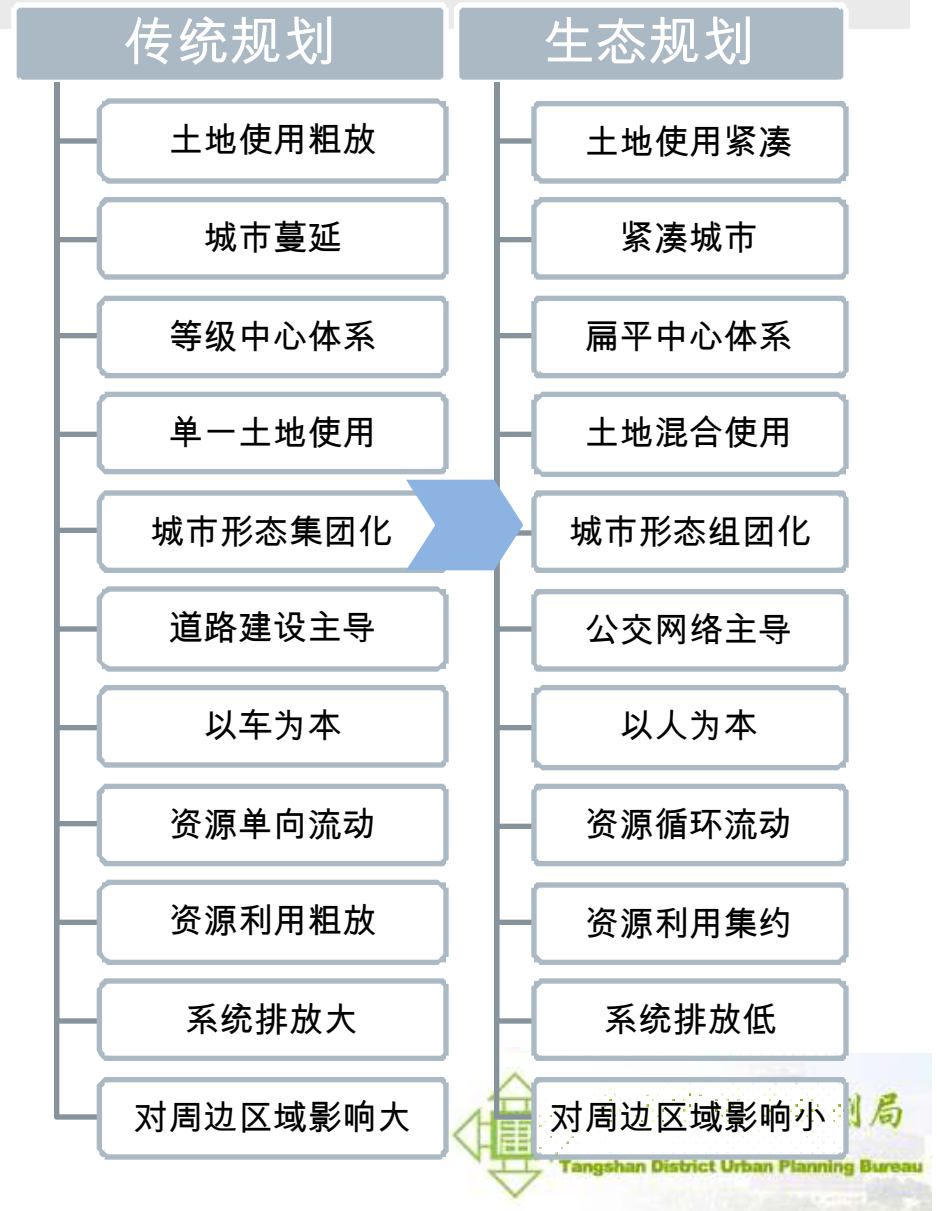 传统规划
土地使用粗放
城市蔓延
等级中心体系
单一土地使用
城市形态集团化
道路建设主导
以车为本
资源单向流动
资源利用粗放
系统排放大
对周边区域影响大
生态规划
土地使用紧凑
紧凑城市
扁平中心体系
土地混合使用
城市形态组团化
公交网络主导
以人为本
资源循环流动
资源利用集约
系统排放低
对周边区域影响小
局
Tangshan District Urban Planning Bureau